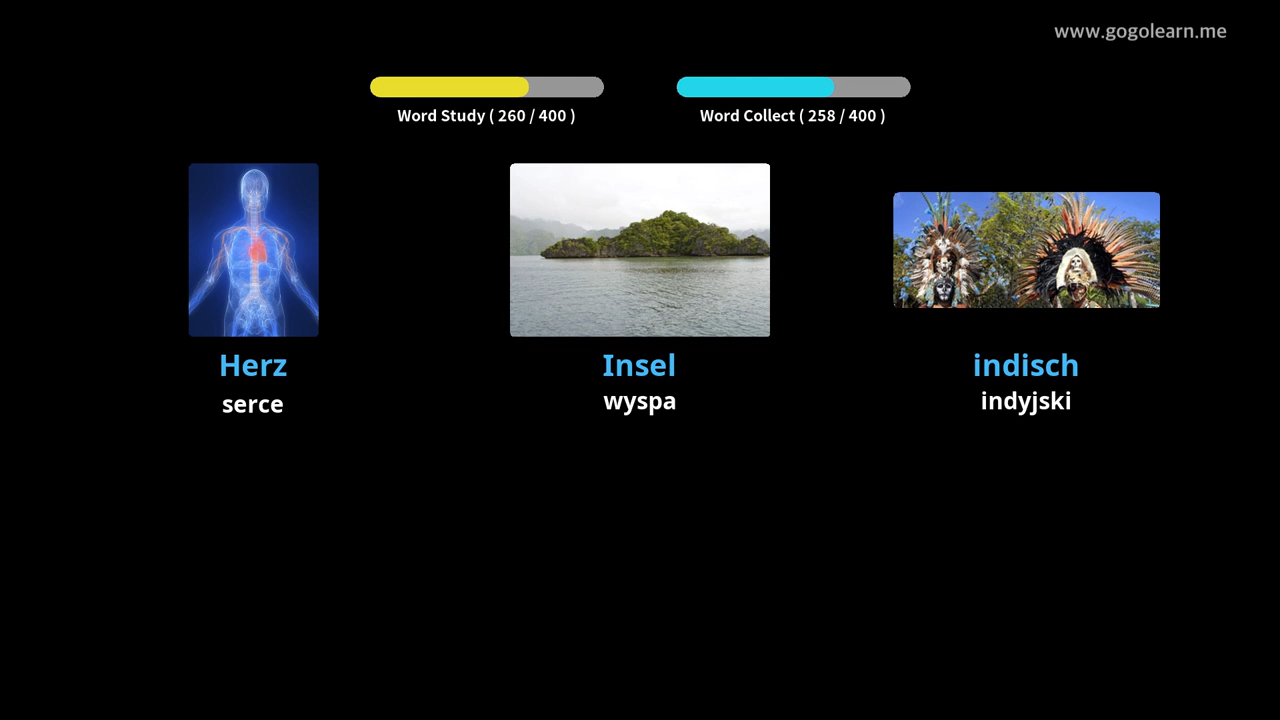 www.gogolearn.me
Word Study ( 260 / 400 )
Word Collect ( 258 / 400 )
Herz
serce
Insel
wyspa
indisch
indyjski